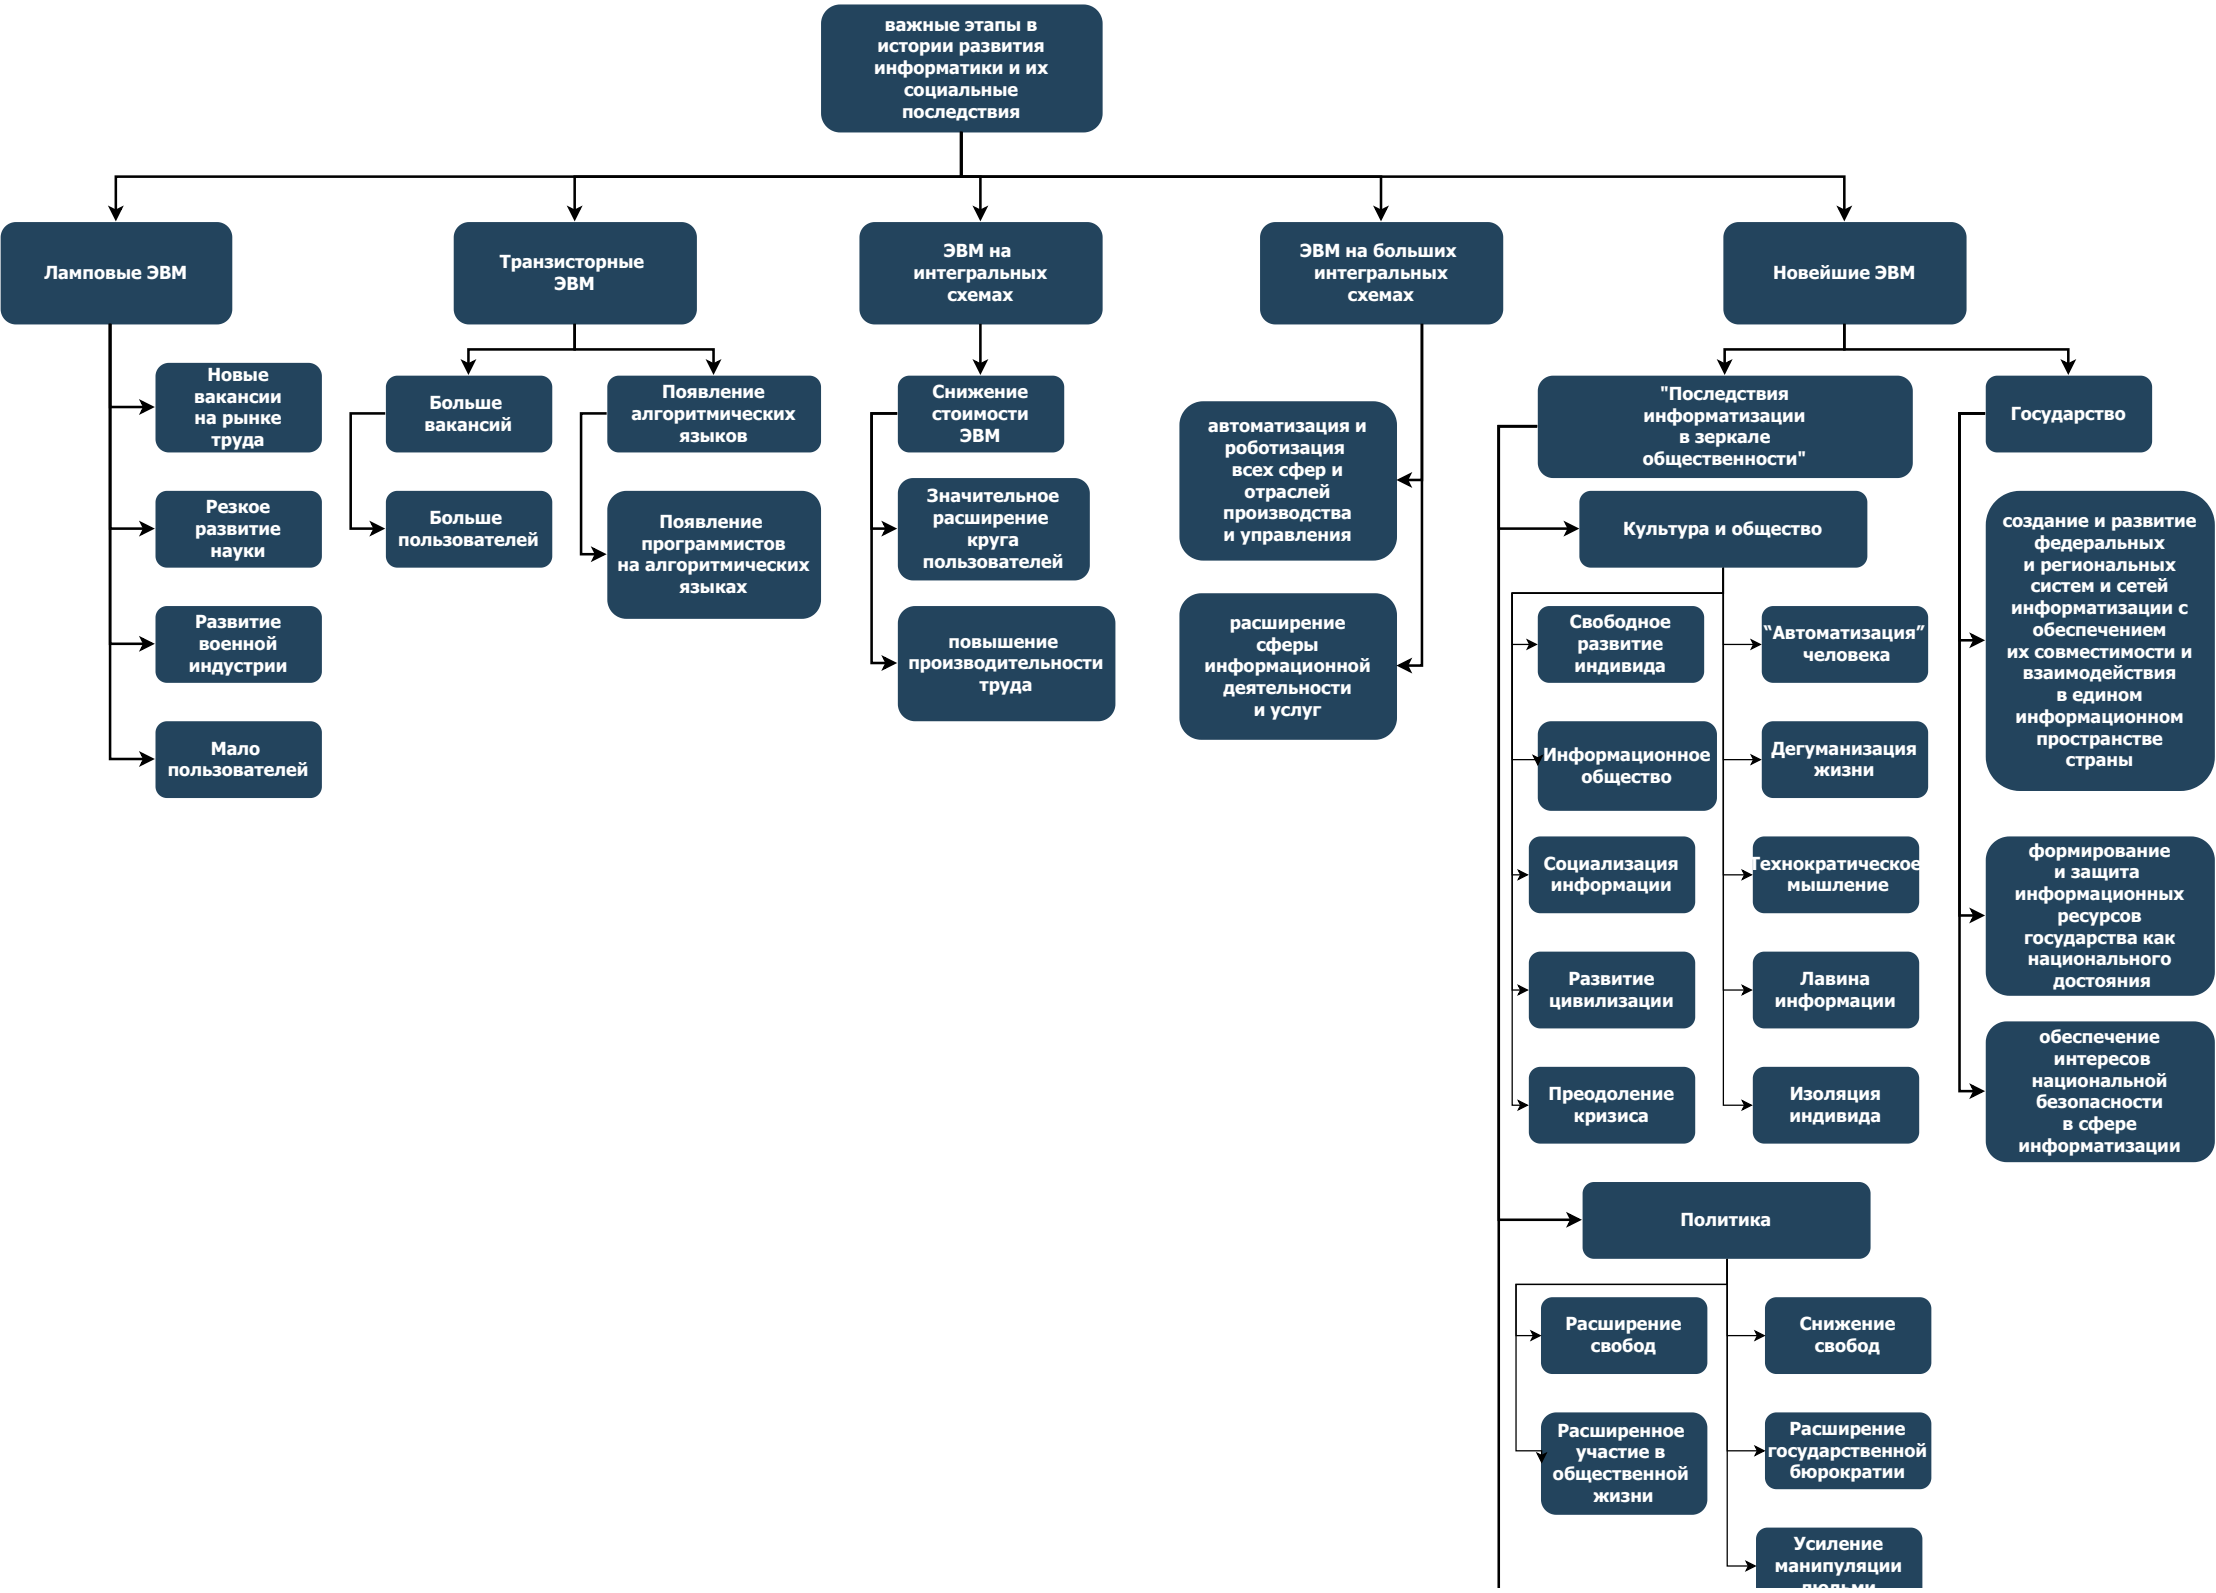 важные этапы в
истории развития
информатики и их
социальные
последствия
Ламповые ЭВМ
Транзисторные
ЭВМ
ЭВМ на
интегральных
схемах
ЭВМ на больших
интегральных
схемах
Новейшие ЭВМ
Новые
вакансии
на рынке
труда
Резкое
развитие
науки
Развитие
военной
индустрии
Мало
пользователей
Больше
вакансий
Больше
пользователей
Появление
алгоритмических
языков
Появление
программистов
на алгоритмических
языках
Снижение
стоимости
ЭВМ
Значительное
расширение
круга
пользователей
повышение
производительности
труда
автоматизация и
роботизация
всех сфер и
отраслей
производства
и управления
расширение
сферы
информационной
деятельности
и услуг
"Последствия
информатизации
в зеркале
общественности"
Культура и общество
Свободное
развитие
индивида
Информационное
общество
Социализация
информации
Развитие
цивилизации
Преодоление
кризиса
“Автоматизация”
человека
Дегуманизация
жизни
Технократическое
мышление
Лавина
информации
Изоляция
индивида
Политика
Расширение
свобод
Расширенное
участие в
общественной
жизни
Снижение
свобод
Расширение
государственной
бюрократии
Усиление
манипуляции
людьми
Государство
создание и развитие
федеральных
и региональных
систем и сетей
информатизации с
обеспечением
их совместимости и
взаимодействия
в едином
информационном
пространстве
страны
формирование
и защита
информационных
ресурсов
государства как
национального
достояния
обеспечение
интересов
национальной
безопасности
в сфере
информатизации